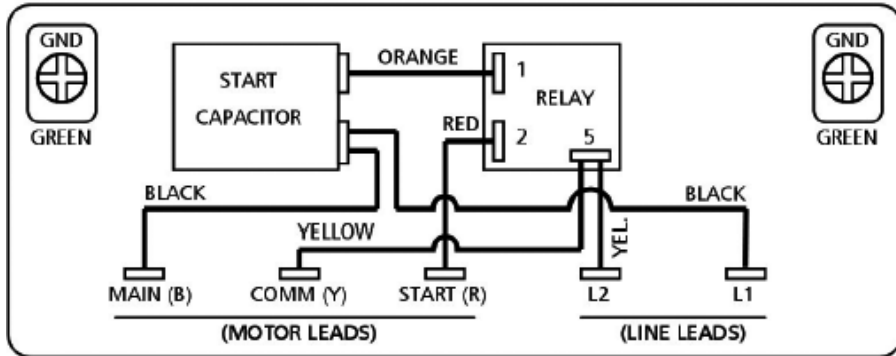 GND
GREEN
START
CAPACITOR
ORANGE
1
RELAY
RED
2
5
GND
GREEN
BLACK
BLACK
YELLOW
YEL.
MAIN (B)
COMM (Y)
START (R)
L2
L1
(MOTOR LEADS)
(LINE LEADS)